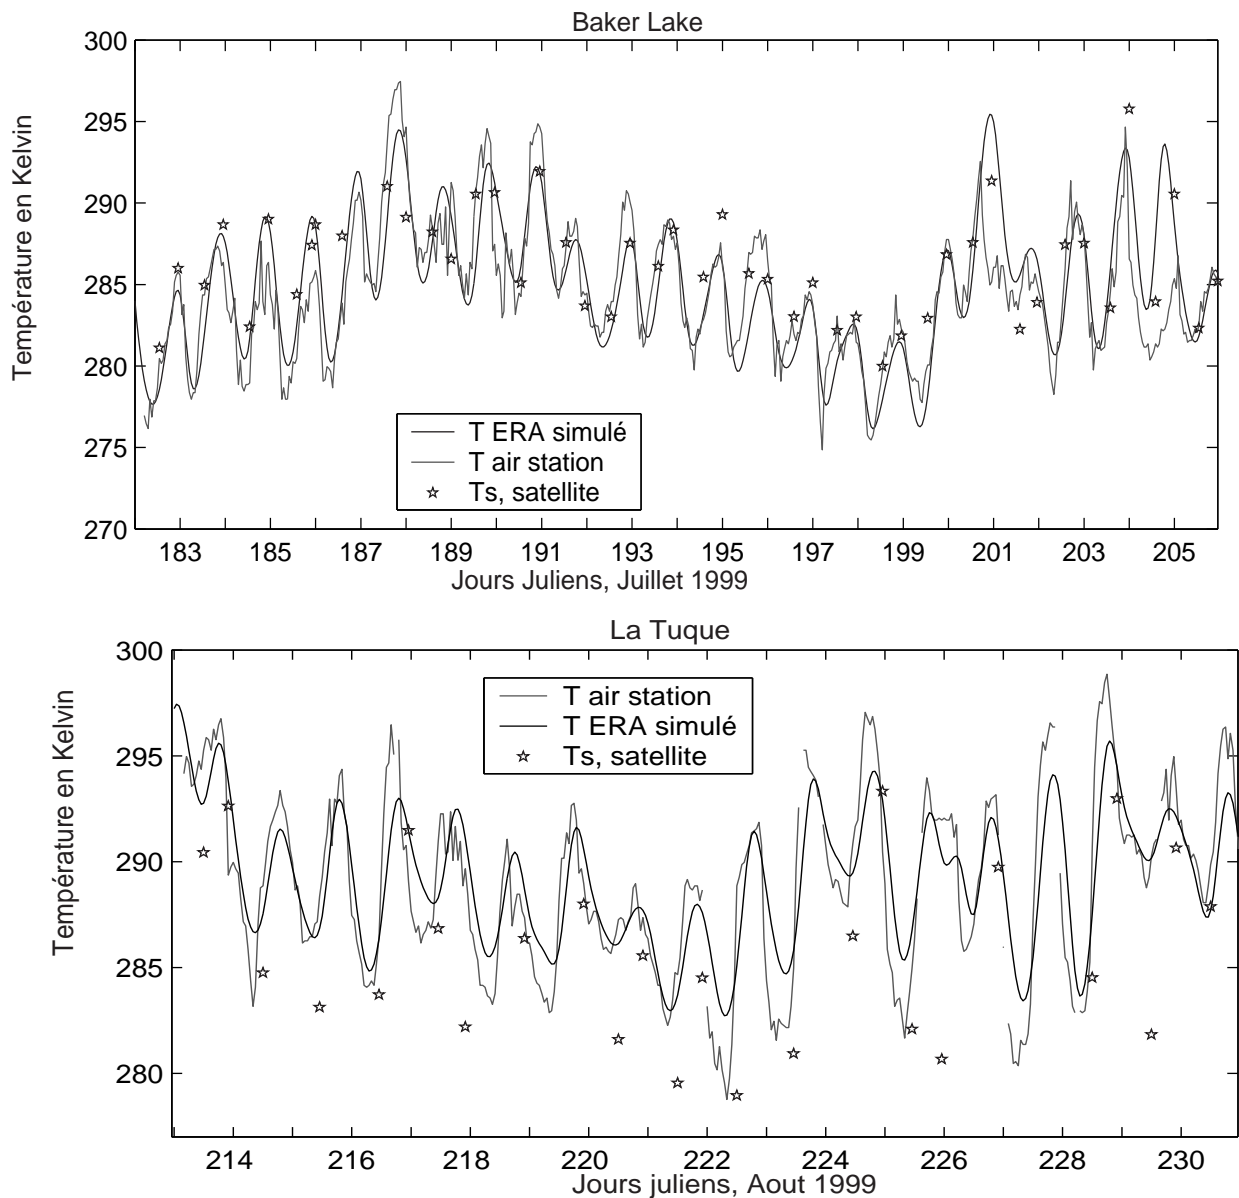 Baker Lake
300
295
290
285
280
275
270
Température en Kelvin
T ERA simulé
T air station
Ts, satellite
183 185 187 189 191 193 195 197 199 201 203 205
Jours Juliens, Juillet 1999
La Tuque
300
295
290
285
280
Température en Kelvin
T air station
T ERA simulé
Ts, satellite
214 216 218 220 222 224 226 228 230
Jours juliens, Aout 1999